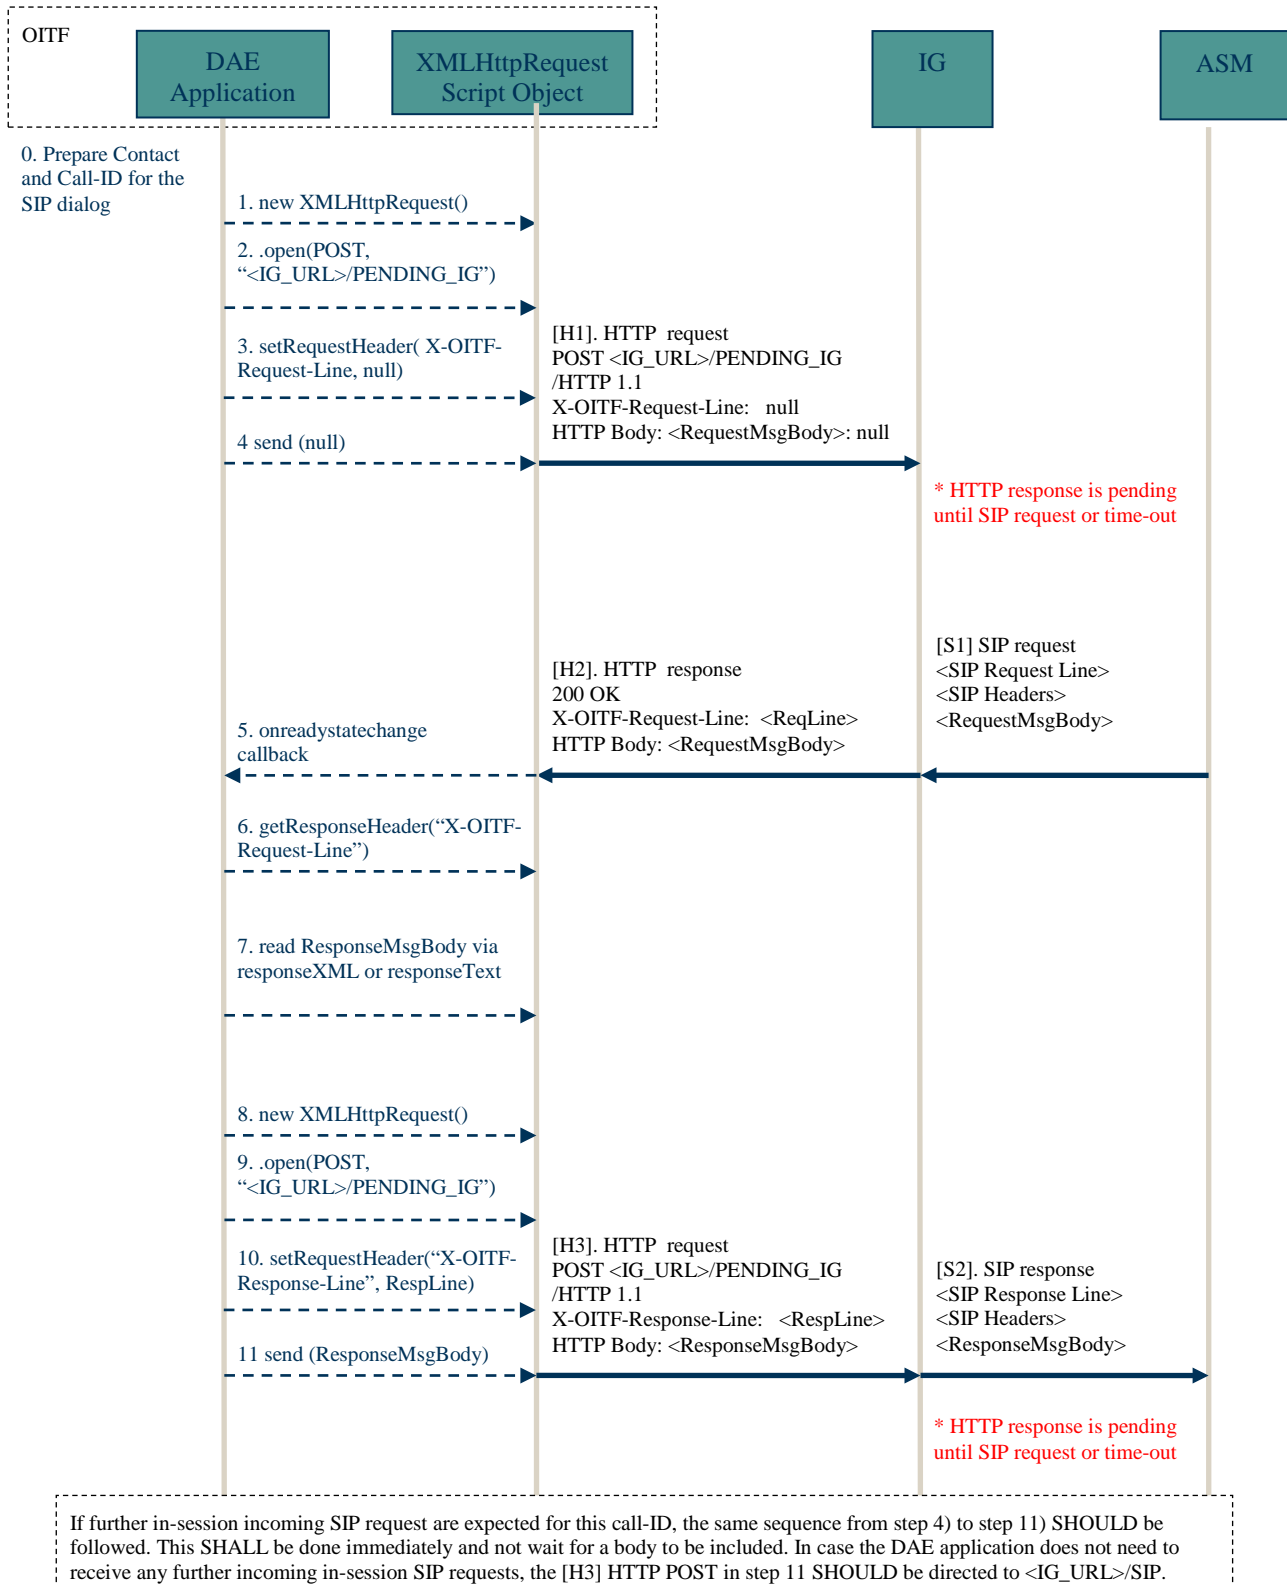 OITF
DAE
Application
XMLHttpRequest
Script Object
IG
ASM
0. Prepare Contact
and Call-ID for the
SIP dialog
1. new XMLHttpRequest()
2. .open(POST,
“<IG_URL>/PENDING_IG”)
3. setRequestHeader( X-OITF-
Request-Line, null)
[H1]. HTTP  request
POST <IG_URL>/PENDING_IG
/HTTP 1.1
X-OITF-Request-Line:   null
HTTP Body: <RequestMsgBody>: null
4 send (null)
* HTTP response is pending
until SIP request or time-out
[S1] SIP request
<SIP Request Line>
<SIP Headers>
<RequestMsgBody>
[H2]. HTTP  response
200 OK
X-OITF-Request-Line:  <ReqLine>
HTTP Body: <RequestMsgBody>
5. onreadystatechange
callback
6. getResponseHeader(“X-OITF-
Request-Line”)
7. read ResponseMsgBody via
responseXML or responseText
8. new XMLHttpRequest()
9. .open(POST,
“<IG_URL>/PENDING_IG”)
10. setRequestHeader(“X-OITF-
Response-Line”, RespLine)
[H3]. HTTP  request
POST <IG_URL>/PENDING_IG
/HTTP 1.1
X-OITF-Response-Line:   <RespLine>
HTTP Body: <ResponseMsgBody>
[S2]. SIP response
<SIP Response Line>
<SIP Headers>
<ResponseMsgBody>
11 send (ResponseMsgBody)
* HTTP response is pending
until SIP request or time-out
If further in-session incoming SIP request are expected for this call-ID, the same sequence from step 4) to step 11) SHOULD be
followed. This SHALL be done immediately and not wait for a body to be included. In case the DAE application does not need to
receive any further incoming in-session SIP requests, the [H3] HTTP POST in step 11 SHOULD be directed to <IG_URL>/SIP.